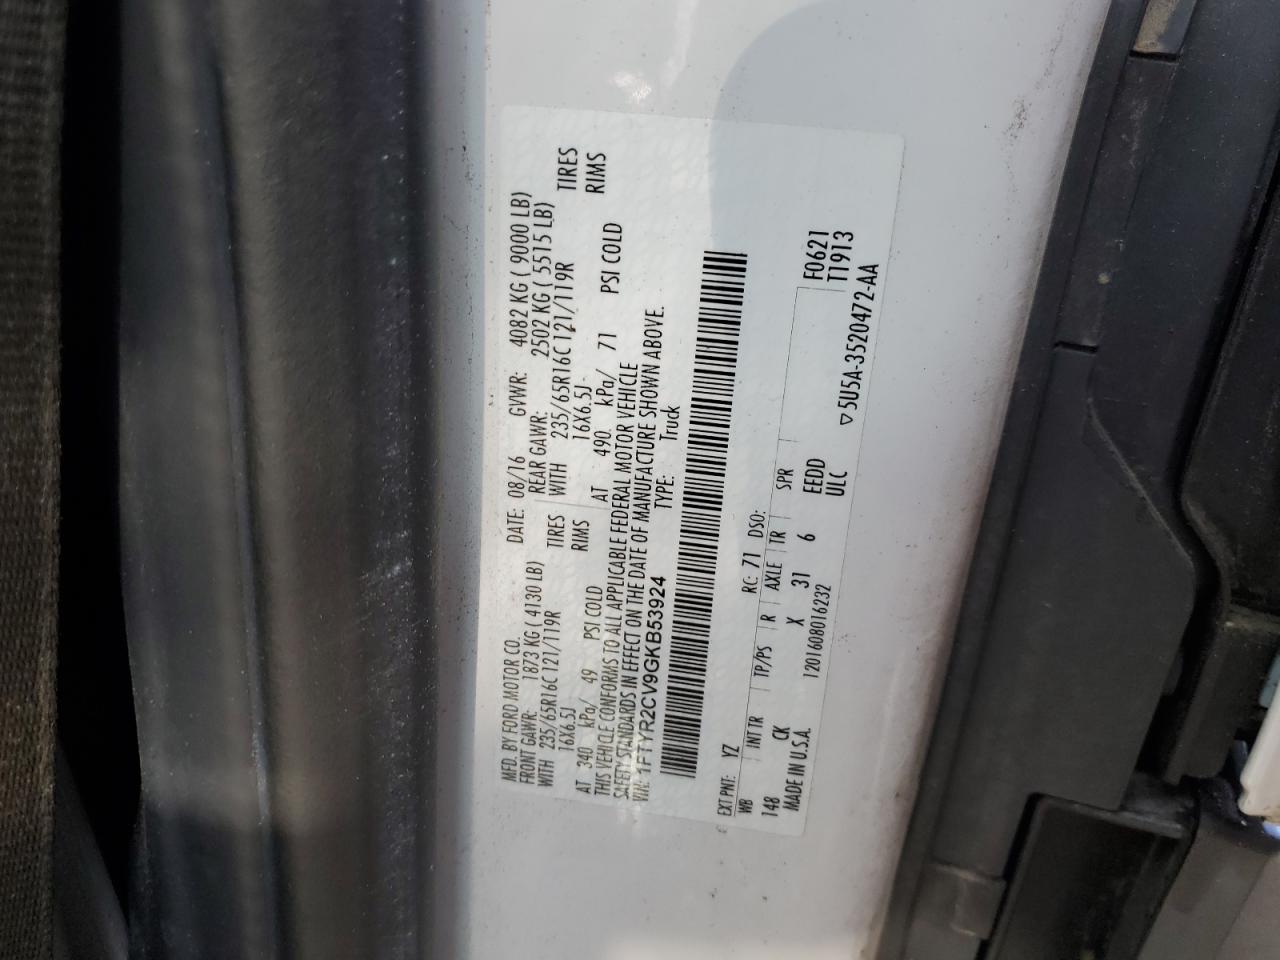 MFD. BY FORD MOTOR CO.
DATE: 08/16 GVWR: 4082 KG ( 9000 LB)
FRONT GAWR: 1873 KG ( 4130 LB) REAR GAWR: 2502 KG ( 5515 LB)
WITH 235/65R16C 121/119R TIRES WITH 235/65R16C 121/119R TIRES
16X6.5J RIMS 16X6.5J RIMS
AT 340 kPa/ 49 PSI COLD AT 490 kPa/ 71 PSI COLD
THIS VEHICLE CONFORMS TO ALL APPLICABLE FEDERAL MOTOR VEHICLE
SAFETY STANDARDS IN EFFECT ON THE DATE OF MANUFACTURE SHOWN ABOVE.
VIN: 1FTYR2CV9GKB53924 TYPE: Truck
EXT PNT: YZ RC: 71 DSO:
WB INT TR TP/PS R AXLE TR SPR F0621
148 CK X 31 6 EEDD T1913
MADE IN U.S.A. 1201608016232 ULC ▽5U5A-3520472-AA